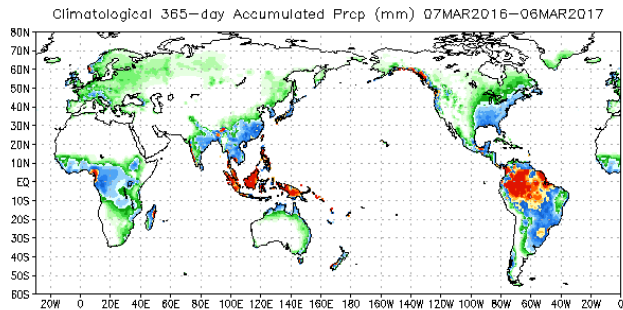 Climatological 365-day Accumulated Prcp (mm) 07MAR2016-06MAR2017
80N
70N
60N
50N
40N
30N
20N
10N
EQ
10S
20S
30S
40S
50S
60S
20W 0 20E 40E 60E 80E 100E 120E 140E 160E 180 160W 140W 120W 100W 80W 60W 40W 20W 0